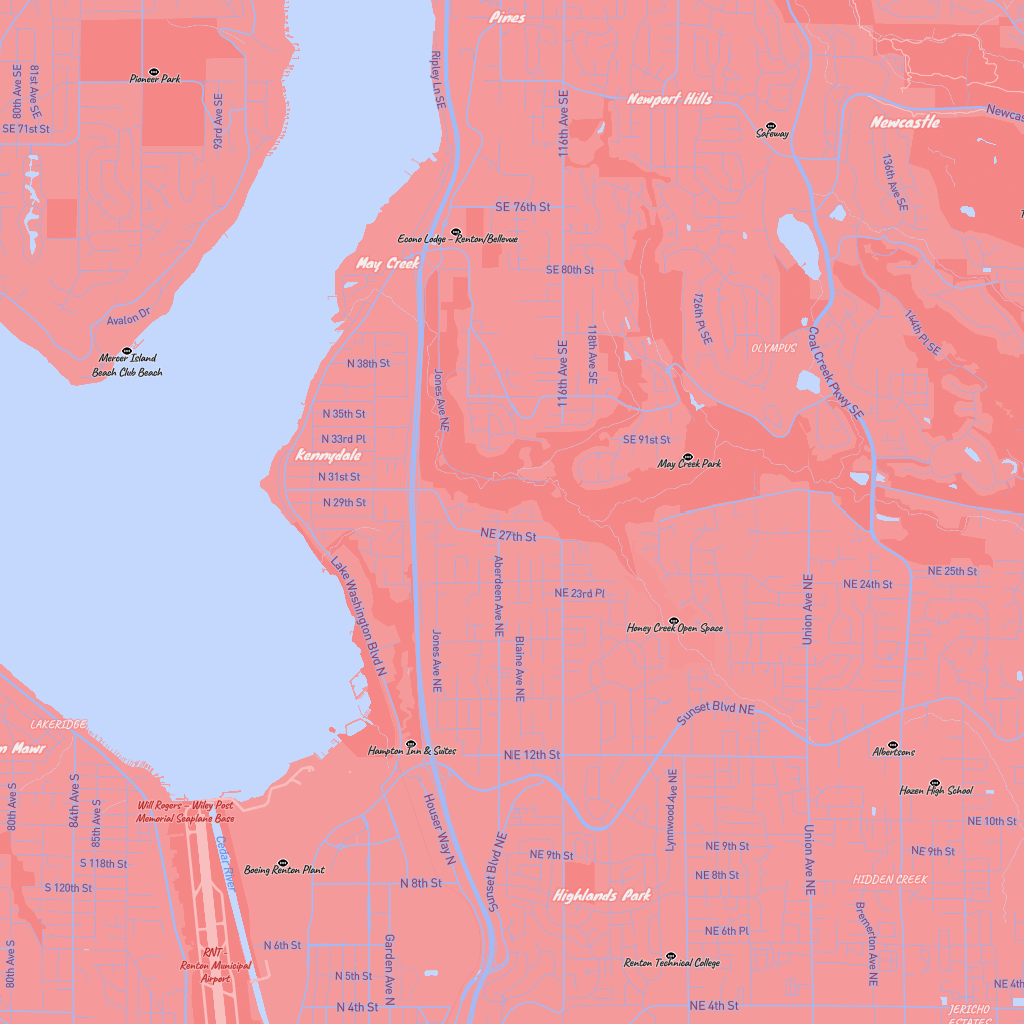 Pines
Ripley Ln SE
Pioneer Park
80th Ave SE
81st Ave SE
93rd Ave SE
SE 71st St
116th Ave SE
Newport Hills
Safeway
Newcastle
136th Ave SE
SE 76th St
Econo Lodge – Renton/Bellevue
May Creek
SE 80th St
Avalon Dr
126th Pl SE
144th Pl SE
OLYMPUS
118th Ave SE
116th Ave SE
Mercer Island
Beach Club Beach
N 38th St
Jones Ave NE
Coal Creek Pkwy SE
N 35th St
N 33rd Pl
Kennydale
SE 91st St
May Creek Park
N 31st St
N 29th St
NE 27th St
Lake Washington Blvd N
Aberdeen Ave NE
NE 23rd Pl
Union Ave NE
NE 24th St
NE 25th St
Honey Creek Open Space
Jones Ave NE
Blaine Ave NE
Sunset Blvd NE
LAKERIDGE
n Mawr
Hampton Inn & Suites
NE 12th St
Albertsons
Hazen High School
80th Ave S
84th Ave S
85th Ave S
Will Rogers – Wiley Post
Memorial Seaplane Base
Houser Way N
Lynnwood Ave NE
NE 10th St
Cedar River
S 118th St
S 120th St
Boeing Renton Plant
N 8th St
Sunset Blvd NE
NE 9th St
NE 9th St
NE 9th St
NE 8th St
Union Ave NE
HIDDEN CREEK
Highlands Park
Bremerton Ave NE
NE 6th Pl
80th Ave S
RNT –
Renton Municipal
Airport
N 6th St
Garden Ave N
N 5th St
N 4th St
Renton Technical College
NE 4th St
NE 4th
JERICHO
ESTATES